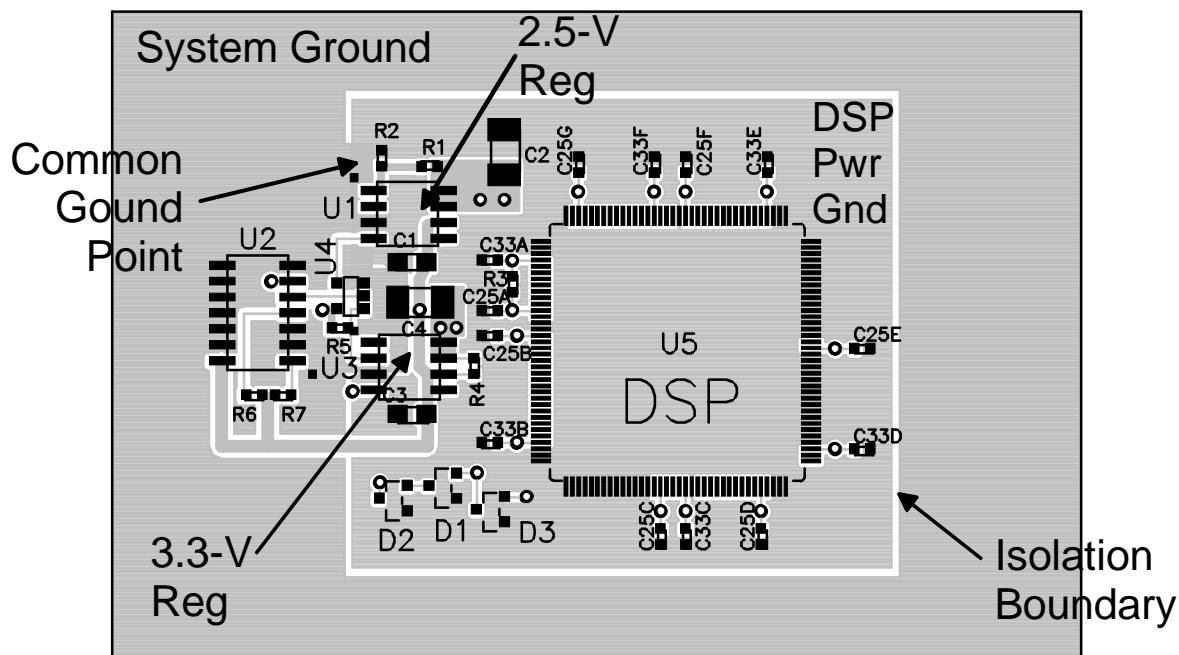 System Ground
2.5-V
Reg
DSP
Pwr
Gnd
Common
Gound
Point
R2
R1
C2
C25G
C33F
C25F
C33E
U1
U2
U4
C1
C33A
R3
C25A
C4
C25B
R5
U3
C3
R4
R6
R7
C33B
U5
DSP
C25E
C33D
D2
D1
D3
C25C
C33C
C25D
3.3-V
Reg
Isolation
Boundary